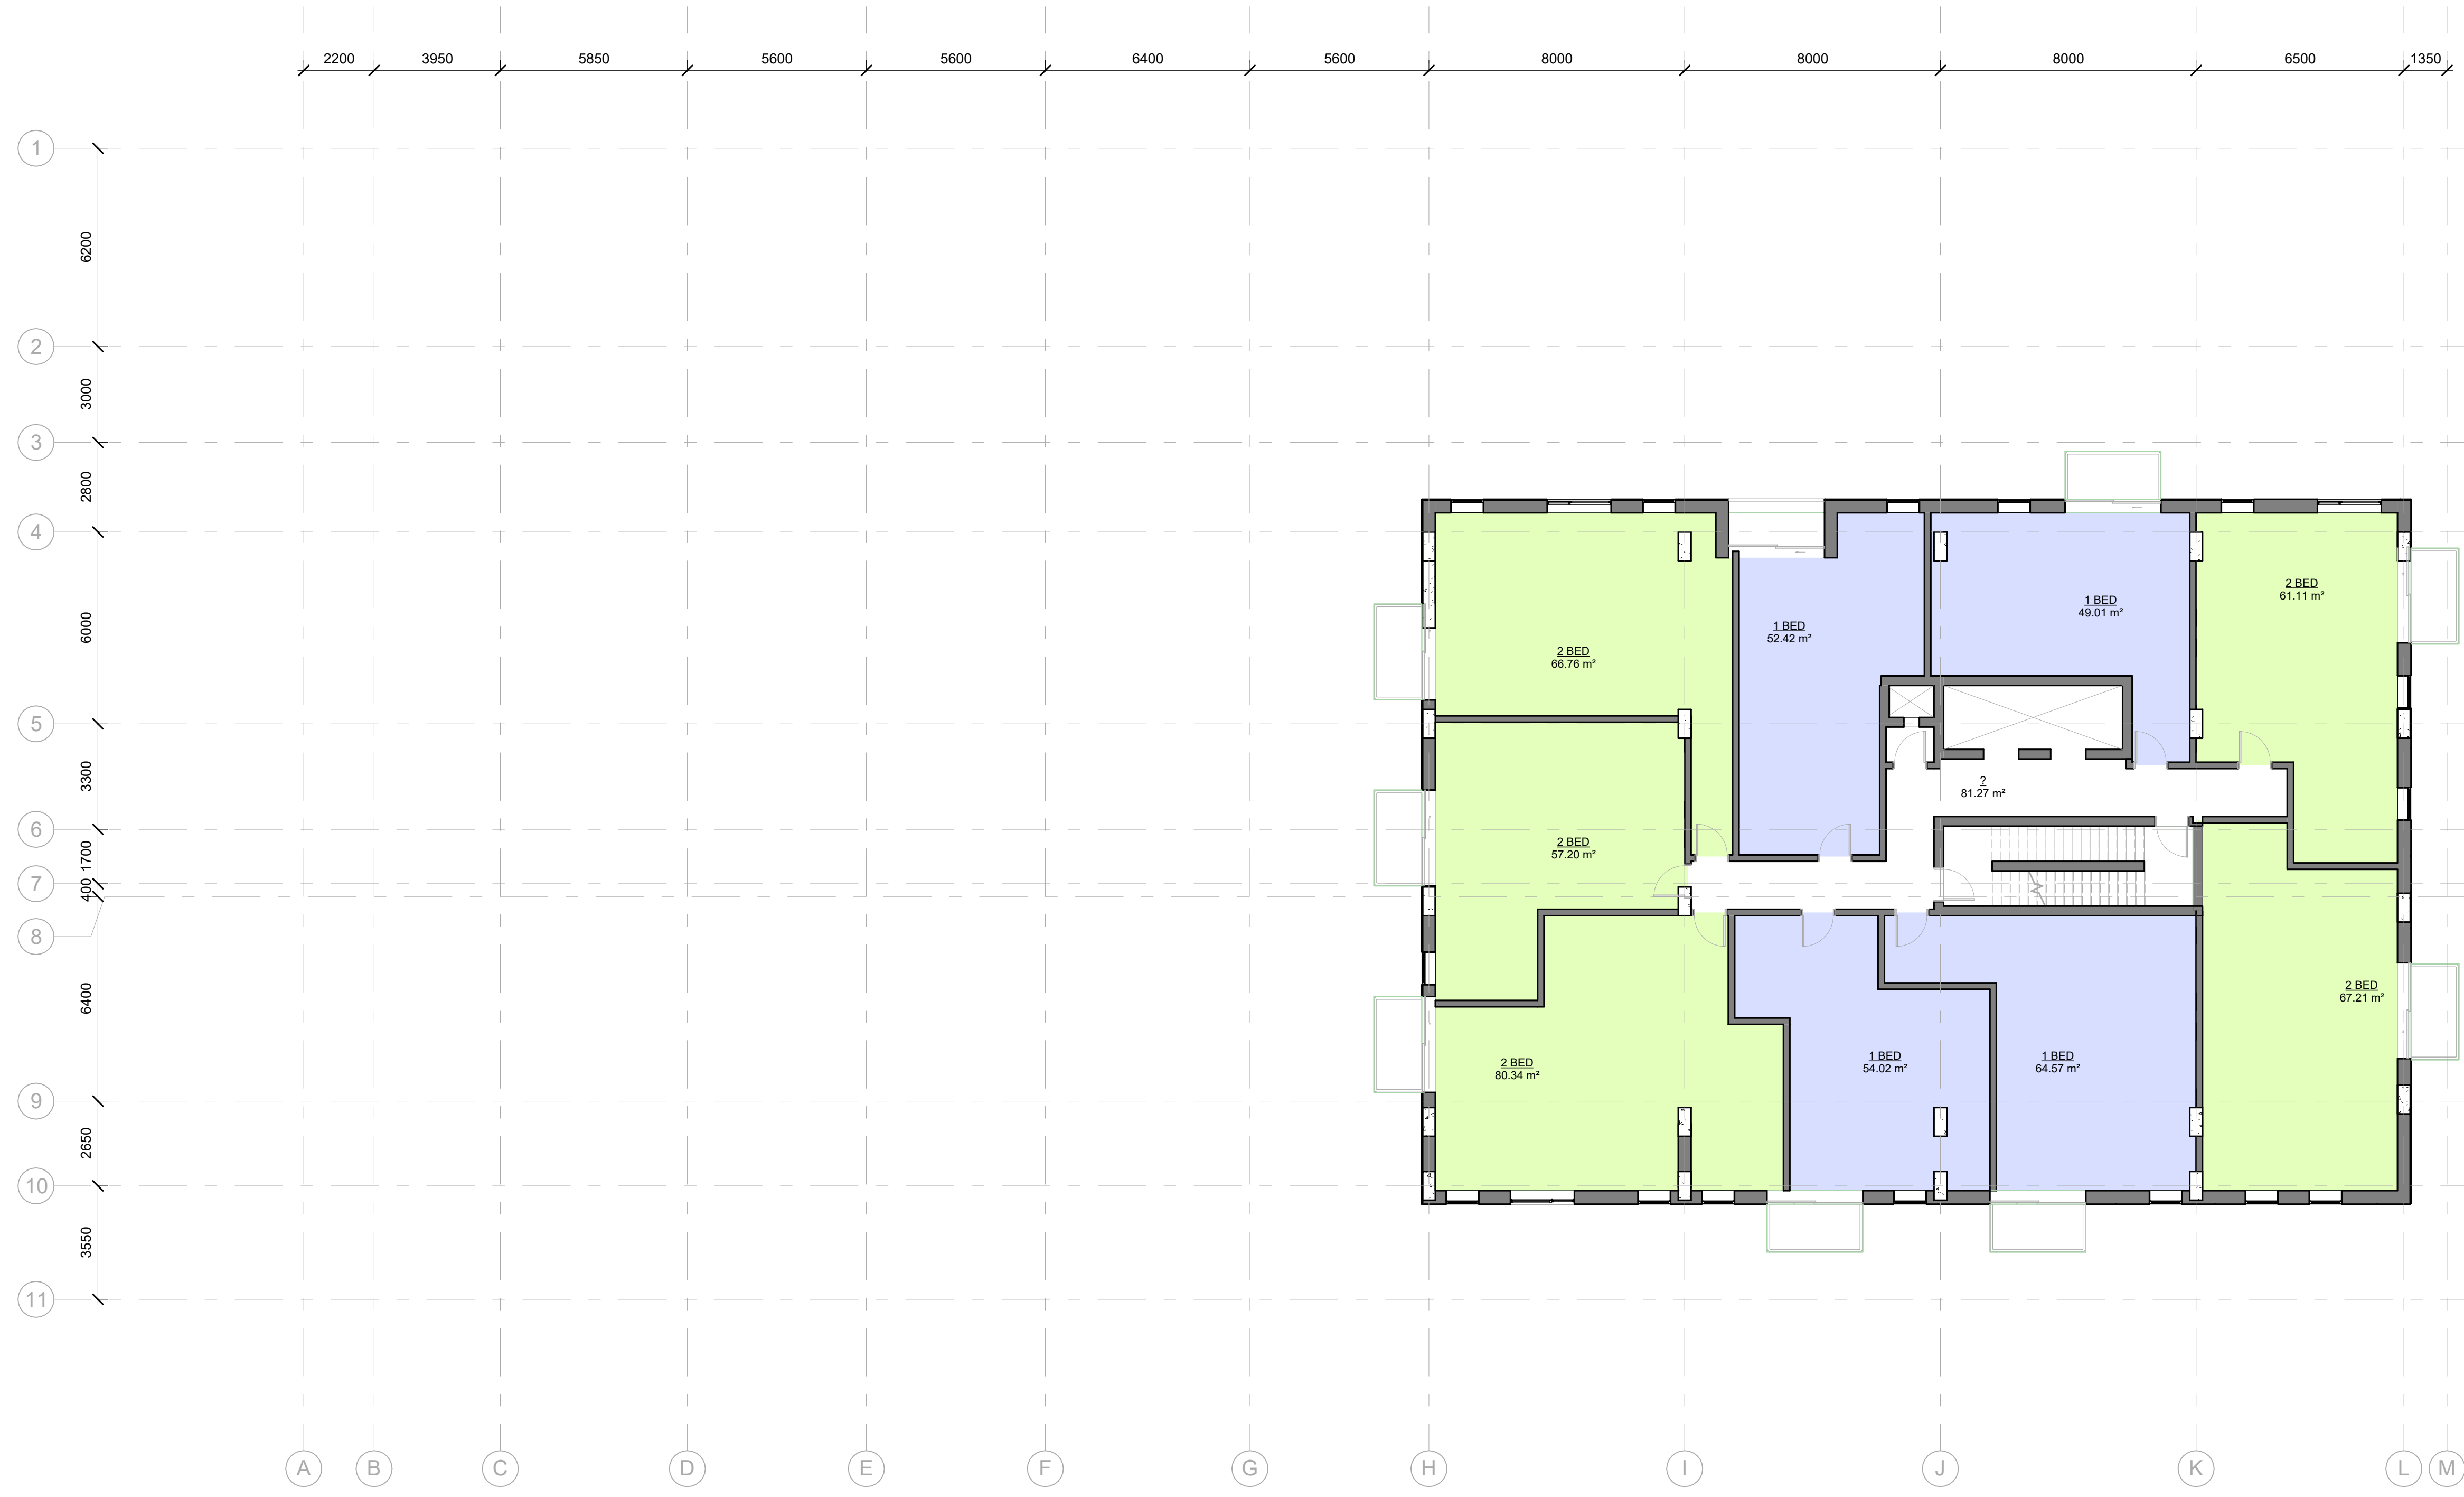 2200 3950 5850 5600 5600 6400 5600 8000 8000 8000 6500 1350
1
6200
2
3000
3
2800
4
6000
5
3300
6
1700
7
400
8
6400
9
2650
10
3550
11
2 BED
61.11 m²
1 BED
49.01 m²
1 BED
52.42 m²
2 BED
66.76 m²
?
81.27 m²
2 BED
57.20 m²
2 BED
67.21 m²
2 BED
80.34 m²
1 BED
54.02 m²
1 BED
64.57 m²
A B C D E F G H I J K L M